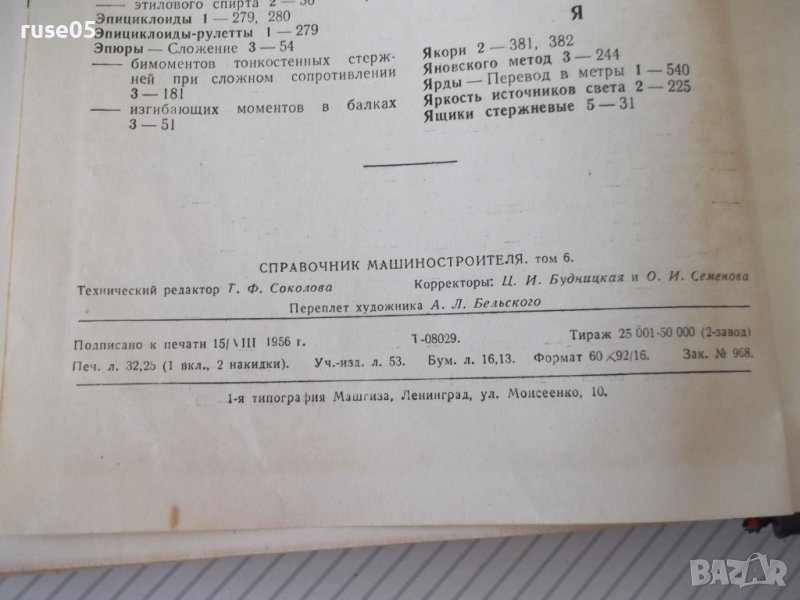 ruse05
—— этилового спирта 2 — 36
Эпициклоиды 1 — 279, 280
Эпициклоиды-рулетты 1 — 279
Эпюры — Сложение 3 — 54
—— бимоментов тонкостенных стерж-
ней при сложном сопротивлении
3 — 181
—— изгибающих моментов в балках
3 — 51
Я
Якори 2 — 381, 382
Яновского метод 3 — 244
Ярды — Перевод в метры 1 — 540
Яркость источников света 2 — 225
Ящики стержневые 5 — 31
СПРАВОЧНИК МАШИНОСТРОИТЕЛЯ. том 6.
Технический редактор Т. Ф. Соколова Корректоры: Ц. И. Будницкая и О. И. Семенова
Переплет художника А. Л. Бельского
Подписано к печати 15/VIII 1956 г. Т-08029. Тираж 25 001-50 000 (2-завод)
Печ. л. 32,25 (1 вкл., 2 накидки). Уч.-изд. л. 53. Бум. л. 16,13. Формат 60×92/16. Зак. № 968.
1-я типография Машгиза, Ленинград, ул. Моисеенко, 10.
BAZAR
bg